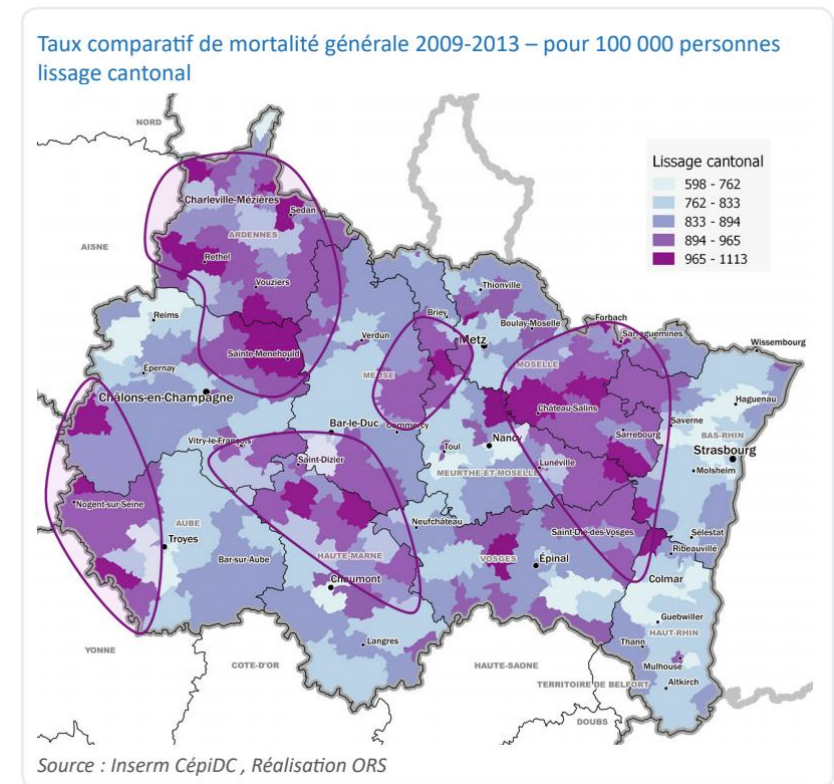 Taux comparatif de mortalité générale 2009-2013 – pour 100 000 personnes
lissage cantonal
NORD
Lissage cantonal
598 - 762
762 - 833
833 - 894
894 - 965
965 - 1113
Charleville-Mézières
Sedan
ARDENNES
AISNE
Rethel
Vouziers
Thionville
Reims
Briey
Boulay-Moselle
Forbach
Sarreguemines
Verdun
Metz
Wissembourg
Sainte-Menehould
Epernay
MEUSE
MOSELLE
Châlons-en-Champagne
Château-Salins
Haguenau
Bar-le-Duc
Commercy
Saverne
Vitry-le-François
Nancy
Sarrebourg
BAS-RHIN
Toul
Strasbourg
Saint-Dizier
Lunéville
Molsheim
MEURTHE-ET-MOSELLE
Nogent-sur-Seine
Neufchâteau
AUBE
Saint-Dié-des-Vosges
Sélestat
Troyes
Ribeauvillé
Bar-sur-Aube
HAUTE-MARNE
VOSGES
Épinal
Chaumont
Colmar
Guebwiller
Langres
Thann
HAUT-RHIN
YONNE
COTE-D'OR
HAUTE-SAONE
Mulhouse
TERRITOIRE DE BELFORT
Altkirch
DOUBS
Source : Inserm CépiDC , Réalisation ORS